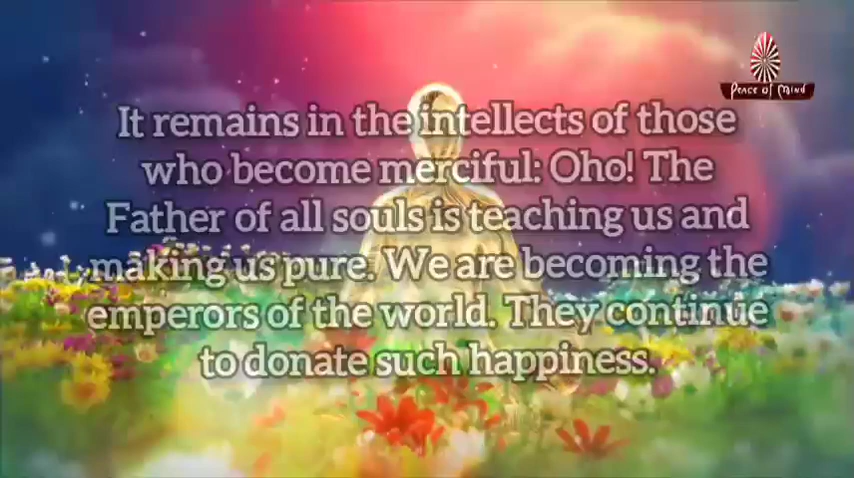 Peace of Mind
It remains in the intellects of those
who become merciful: Oho! The
Father of all souls is teaching us and
making us pure. We are becoming the
emperors of the world. They continue
to donate such happiness.